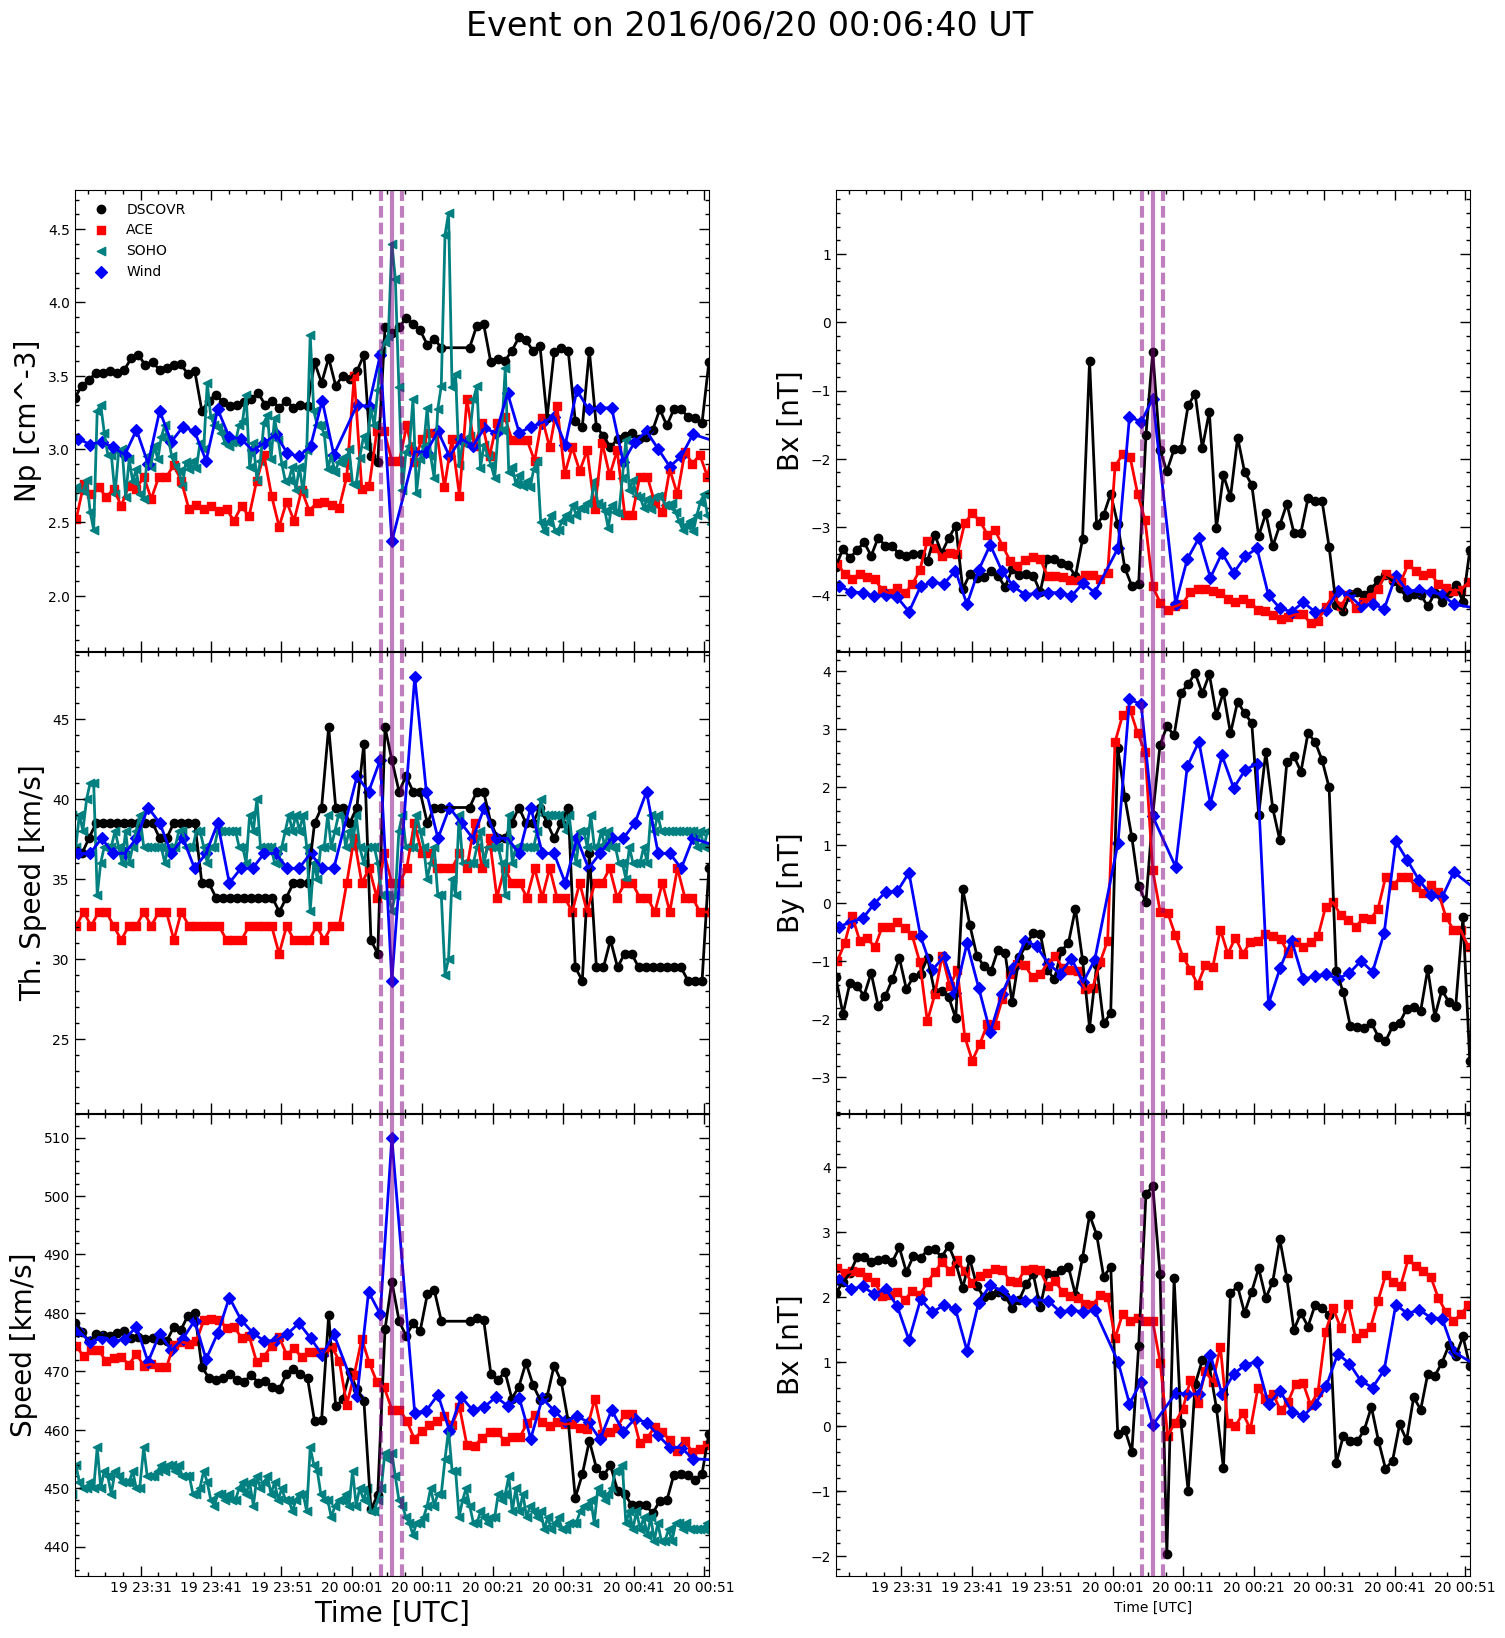 Event on 2016/06/20 00:06:40 UT
DSCOVR
ACE
SOHO
Wind
Np [cm^-3]
4.5
4.0
3.5
3.0
2.5
2.0
Bx [nT]
1
0
−1
−2
−3
−4
Th. Speed [km/s]
45
40
35
30
25
By [nT]
4
3
2
1
0
−1
−2
−3
Speed [km/s]
510
500
490
480
470
460
450
440
Bx [nT]
4
3
2
1
0
−1
−2
19 23:31 19 23:41 19 23:51 20 00:01 20 00:11 20 00:21 20 00:31 20 00:41 20 00:51
Time [UTC]
19 23:31 19 23:41 19 23:51 20 00:01 20 00:11 20 00:21 20 00:31 20 00:41 20 00:51
Time [UTC]